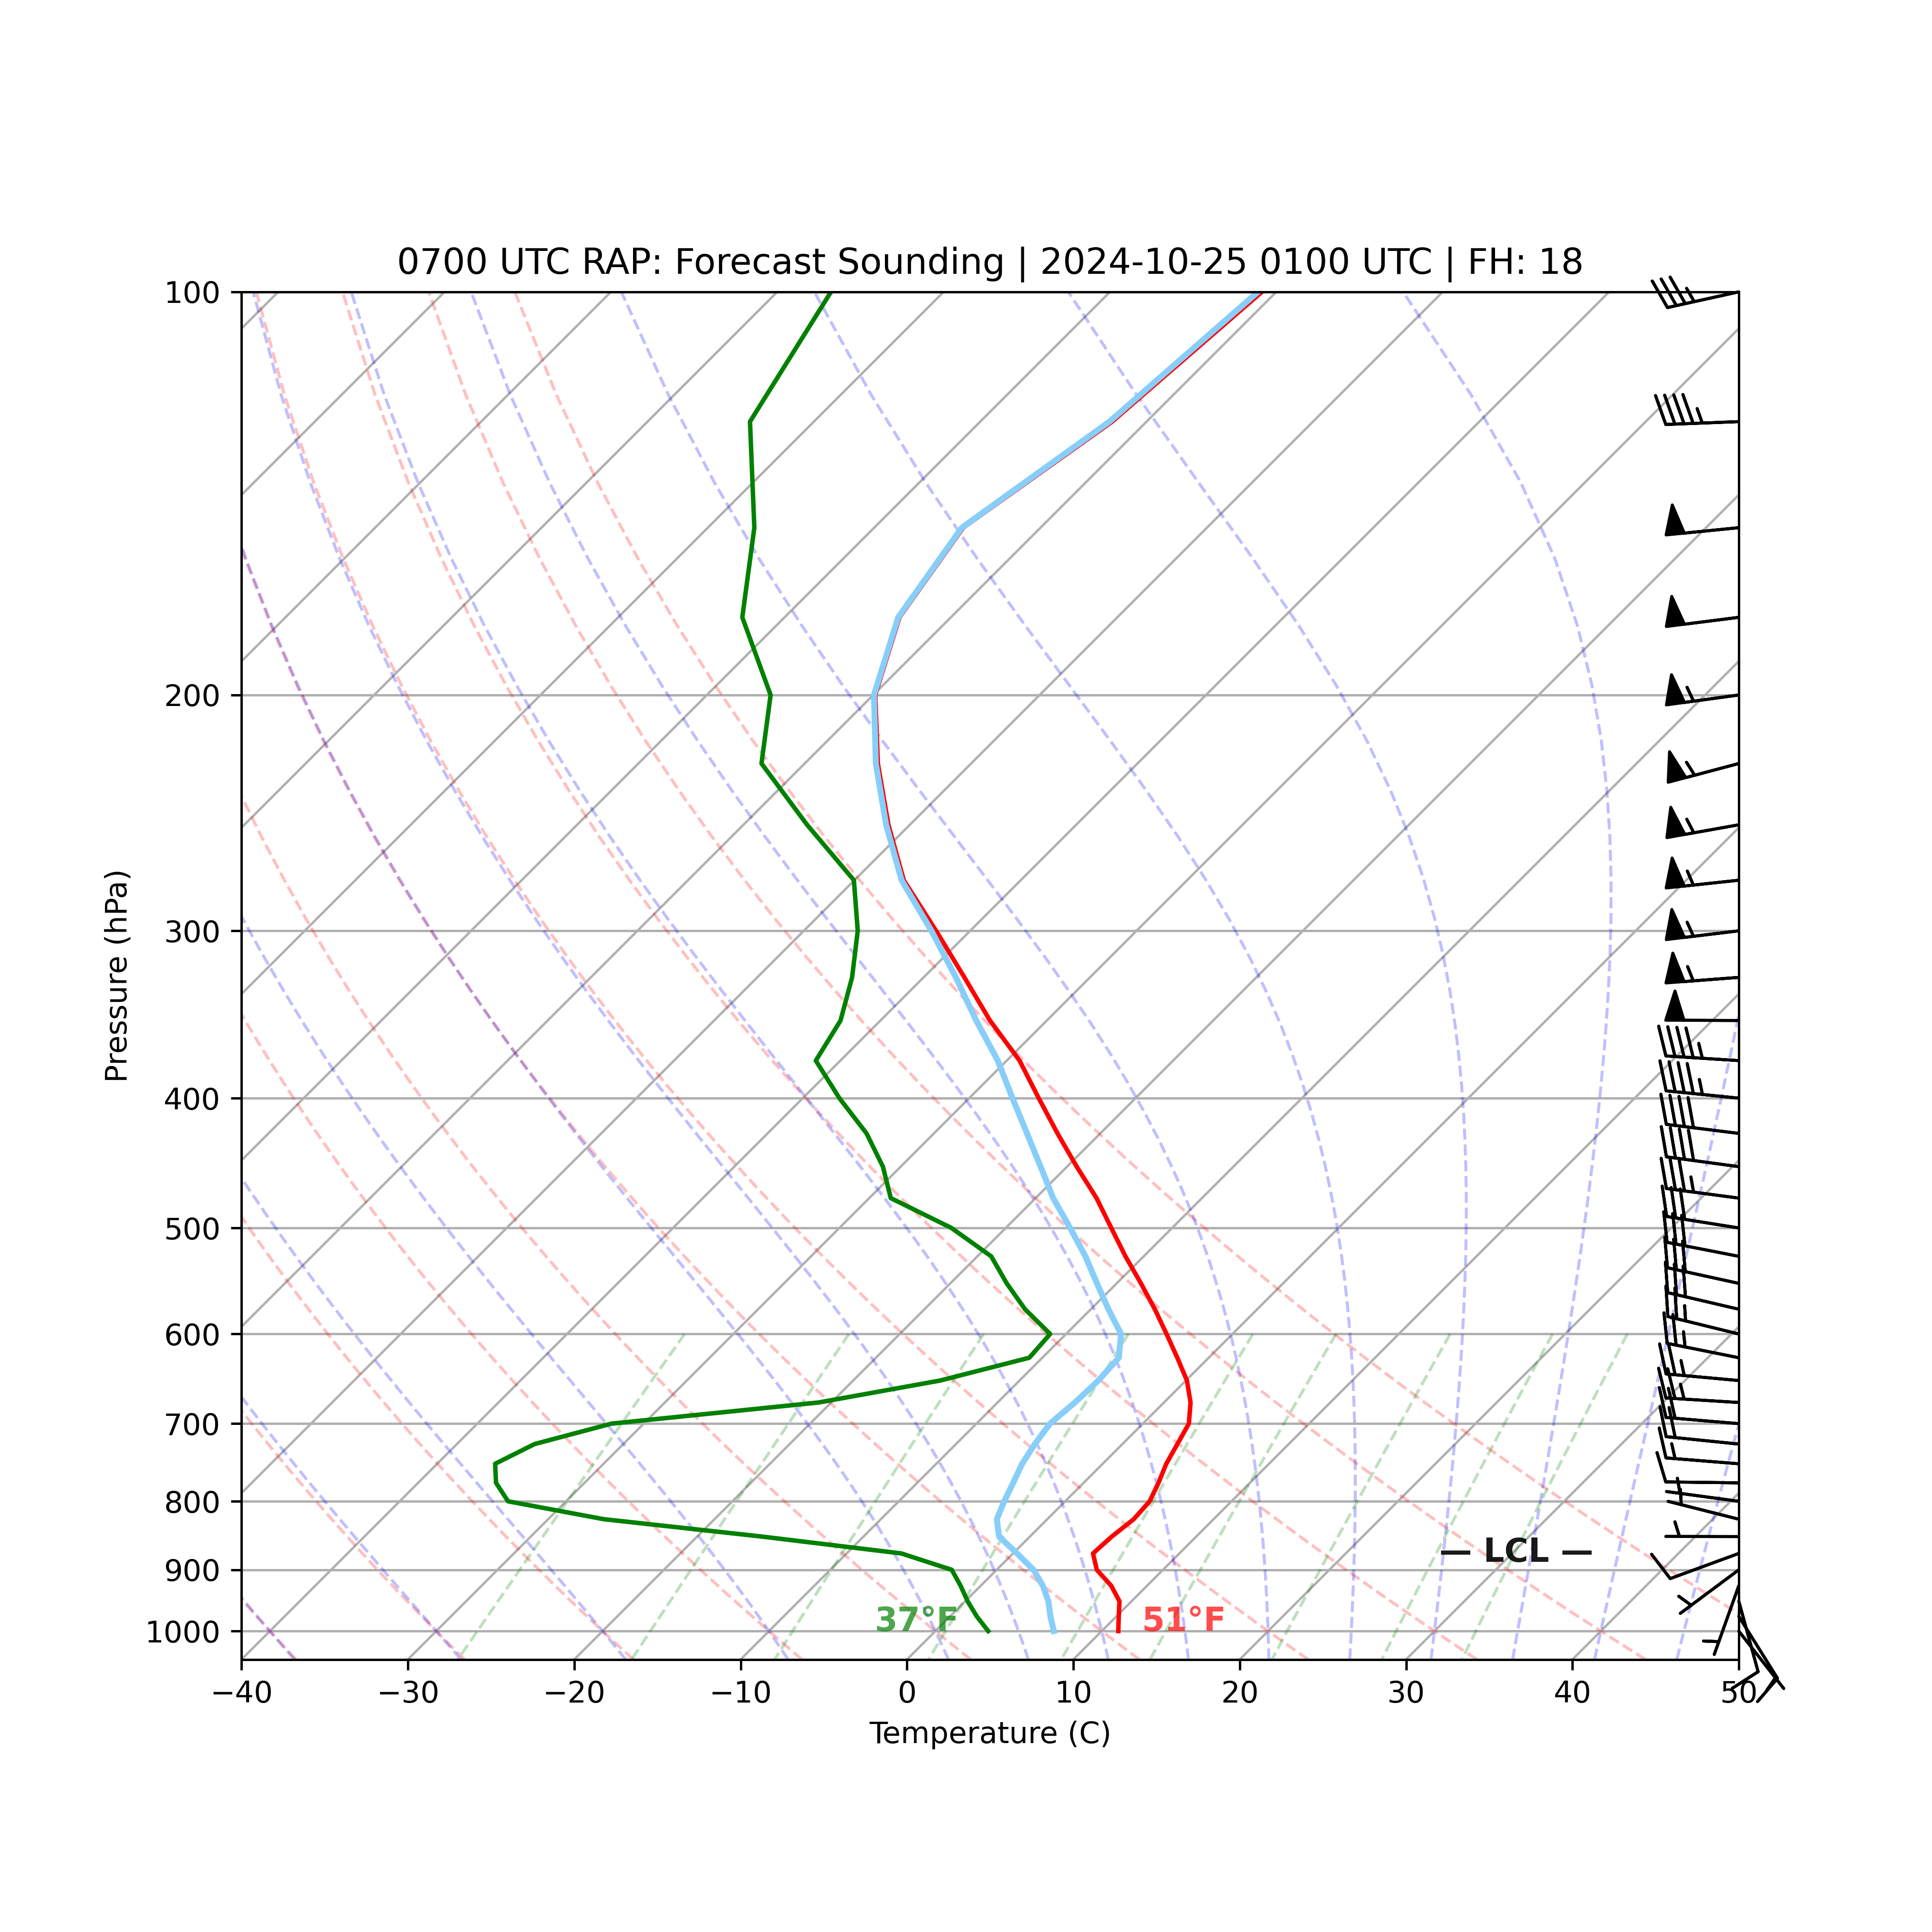 0700 UTC RAP: Forecast Sounding | 2024-10-25 0100 UTC | FH: 18
100
200
300
400
500
600
700
800
900
1000
Pressure (hPa)
— LCL —
37°F
51°F
−40 −30 −20 −10 0 10 20 30 40 50
Temperature (C)